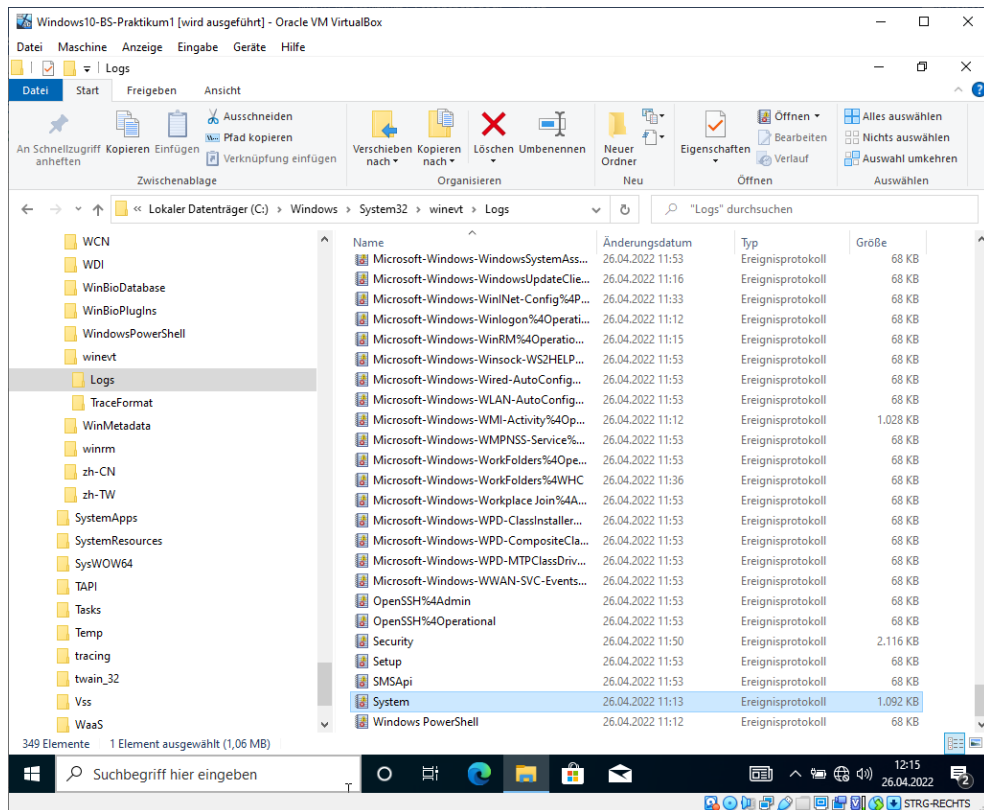 Windows10-BS-Praktikum1 [wird ausgeführt] - Oracle VM VirtualBox
Datei Maschine Anzeige Eingabe Geräte Hilfe
Logs
Datei Start Freigeben Ansicht
An Schnellzugriff anheften
Kopieren
Einfügen
Ausschneiden
Pfad kopieren
Verknüpfung einfügen
Zwischenablage
Verschieben nach
Kopieren nach
Löschen
Umbenennen
Organisieren
Neuer Ordner
Neu
Eigenschaften
Öffnen
Bearbeiten
Verlauf
Öffnen
Alles auswählen
Nichts auswählen
Auswahl umkehren
Auswählen
« Lokaler Datenträger (C:) > Windows > System32 > winevt > Logs
"Logs" durchsuchen
WCN
WDI
WinBioDatabase
WinBioPlugIns
WindowsPowerShell
winevt
Logs
TraceFormat
WinMetadata
winrm
zh-CN
zh-TW
SystemApps
SystemResources
SysWOW64
TAPI
Tasks
Temp
tracing
twain_32
Vss
WaaS
Name Änderungsdatum Typ Größe
Microsoft-Windows-WindowsSystemAss... 26.04.2022 11:53 Ereignisprotokoll 68 KB
Microsoft-Windows-WindowsUpdateClie... 26.04.2022 11:16 Ereignisprotokoll 68 KB
Microsoft-Windows-WinINet-Config%4P... 26.04.2022 11:33 Ereignisprotokoll 68 KB
Microsoft-Windows-Winlogon%4Operati... 26.04.2022 11:12 Ereignisprotokoll 68 KB
Microsoft-Windows-WinRM%4Operatio... 26.04.2022 11:15 Ereignisprotokoll 68 KB
Microsoft-Windows-Winsock-WS2HELP... 26.04.2022 11:53 Ereignisprotokoll 68 KB
Microsoft-Windows-Wired-AutoConfig... 26.04.2022 11:53 Ereignisprotokoll 68 KB
Microsoft-Windows-WLAN-AutoConfig... 26.04.2022 11:53 Ereignisprotokoll 68 KB
Microsoft-Windows-WMI-Activity%4Op... 26.04.2022 11:12 Ereignisprotokoll 1.028 KB
Microsoft-Windows-WMPNSS-Service%... 26.04.2022 11:53 Ereignisprotokoll 68 KB
Microsoft-Windows-WorkFolders%4Ope... 26.04.2022 11:53 Ereignisprotokoll 68 KB
Microsoft-Windows-WorkFolders%4WHC 26.04.2022 11:36 Ereignisprotokoll 68 KB
Microsoft-Windows-Workplace Join%4A... 26.04.2022 11:53 Ereignisprotokoll 68 KB
Microsoft-Windows-WPD-ClassInstaller... 26.04.2022 11:53 Ereignisprotokoll 68 KB
Microsoft-Windows-WPD-CompositeCla... 26.04.2022 11:53 Ereignisprotokoll 68 KB
Microsoft-Windows-WPD-MTPClassDriv... 26.04.2022 11:53 Ereignisprotokoll 68 KB
Microsoft-Windows-WWAN-SVC-Events... 26.04.2022 11:53 Ereignisprotokoll 68 KB
OpenSSH%4Admin 26.04.2022 11:53 Ereignisprotokoll 68 KB
OpenSSH%4Operational 26.04.2022 11:53 Ereignisprotokoll 68 KB
Security 26.04.2022 11:50 Ereignisprotokoll 2.116 KB
Setup 26.04.2022 11:53 Ereignisprotokoll 68 KB
SMSApi 26.04.2022 11:53 Ereignisprotokoll 68 KB
System 26.04.2022 11:13 Ereignisprotokoll 1.092 KB
Windows PowerShell 26.04.2022 11:12 Ereignisprotokoll 68 KB
349 Elemente 1 Element ausgewählt (1,06 MB)
Suchbegriff hier eingeben
12:15
26.04.2022
2
STRG-RECHTS